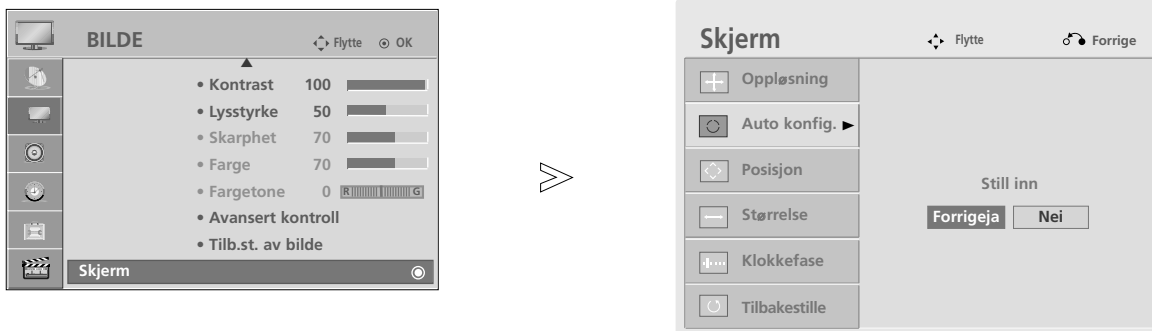 BILDE
Flytte OK
• Kontrast 100
• Lysstyrke 50
• Skarphet 70
• Farge 70
• Fargetone 0 R G
• Avansert kontroll
• Tilb.st. av bilde
Skjerm
Skjerm
Flytte Forrige
Oppløsning
Auto konfig.
Posisjon
Størrelse
Klokkefase
Tilbakestille
Still inn
Forrigeja Nei